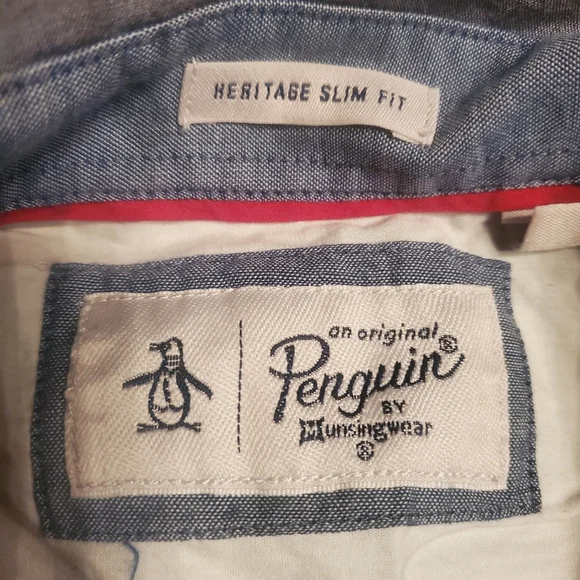 HERITAGE SLIM FIT
an original
Penguin®
BY
Munsingwear
®